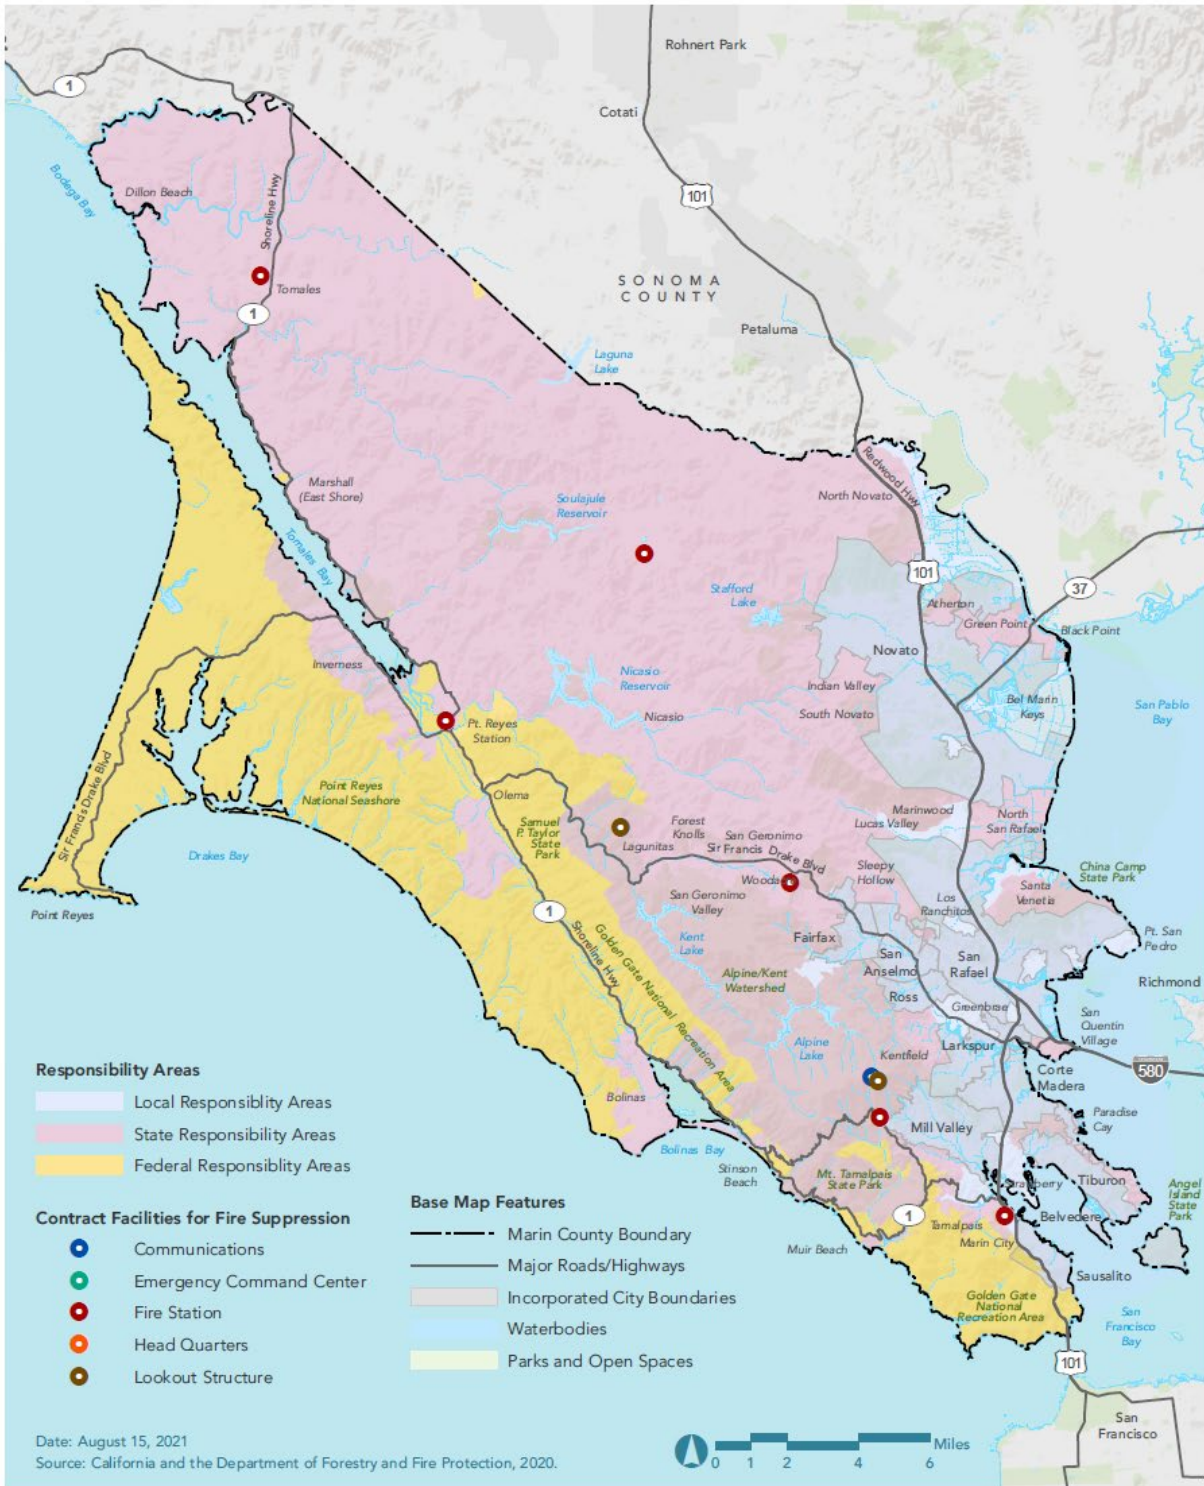 Rohnert Park
1
Cotati
101
Bodega Bay
Dillon Beach
Shoreline Hwy
SONOMA
COUNTY
Tomales
1
Petaluma
Laguna
Lake
Redwood Hwy
Marshall
(East Shore)
North Novato
Soulajule
Reservoir
Tomales Bay
101
37
Stafford
Lake
Atherton
Green Point
Black Point
Novato
Inverness
Nicasio
Reservoir
Indian Valley
Bel Marin
Keys
San Pablo
Bay
Nicasio
South Novato
Pt. Reyes
Station
Sir Francis Drake Blvd
Point Reyes
National Seashore
Olema
Marinwood
Lucas Valley
North
San Rafael
Samuel
P. Taylor
State
Park
Forest
Knolls
San Geronimo
Sir Francis Drake Blvd
Lagunitas
Drakes Bay
Sleepy
Hollow
China Camp
State Park
Wooda
Santa
Venetia
San Geronimo
Valley
Los
Ranchitos
Point Reyes
1
Shoreline Hwy
Golden Gate National Recreation Area
Kent
Lake
Fairfax
Pt. San
Pedro
San
Anselmo
San
Rafael
Alpine/Kent
Watershed
Richmond
Ross
Greenbrae
San
Quentin
Village
Alpine
Lake
Kentfield
Larkspur
580
Corte
Madera
Bolinas
Paradise
Cay
Mill Valley
Bolinas Bay
Stinson
Beach
Mt. Tamalpais
State Park
Tiburon
Angel
Island
State
Park
1
Belvedere
Tamalpais
Marin City
Muir Beach
Sausalito
Golden Gate
National
Recreation Area
San
Francisco
Bay
101
San
Francisco
Responsibility Areas
Local Responsiblity Areas
State Responsibility Areas
Federal Responsiblity Areas
Contract Facilities for Fire Suppression
Communications
Emergency Command Center
Fire Station
Head Quarters
Lookout Structure
Base Map Features
Marin County Boundary
Major Roads/Highways
Incorporated City Boundaries
Waterbodies
Parks and Open Spaces
Date: August 15, 2021
Source: California and the Department of Forestry and Fire Protection, 2020.
0 1 2 4 6
Miles